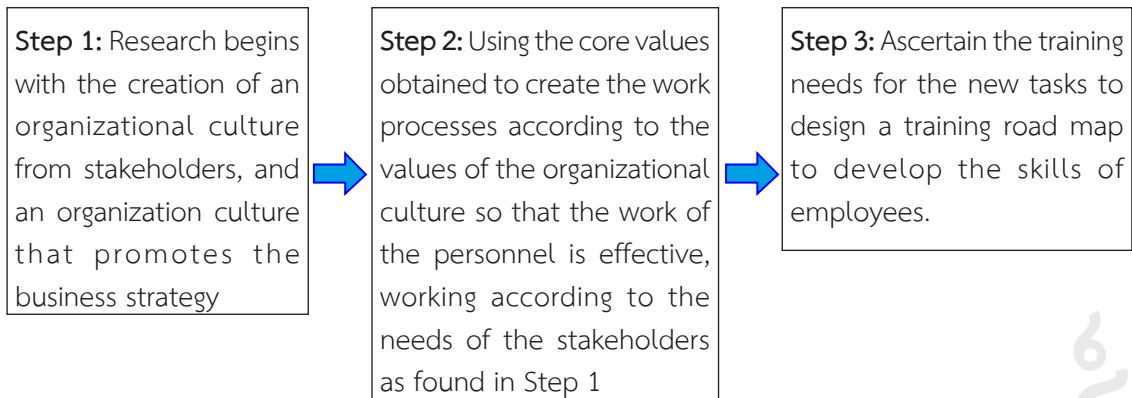 Step 1: Research begins
with the creation of an
organizational culture
from stakeholders, and
an organization culture
that promotes the
business strategy
Step 2: Using the core values
obtained to create the work
processes according to the
values of the organizational
culture so that the work of
the personnel is effective,
working according to the
needs of the stakeholders
as found in Step 1
Step 3: Ascertain the training
needs for the new tasks to
design a training road map
to develop the skills of
employees.